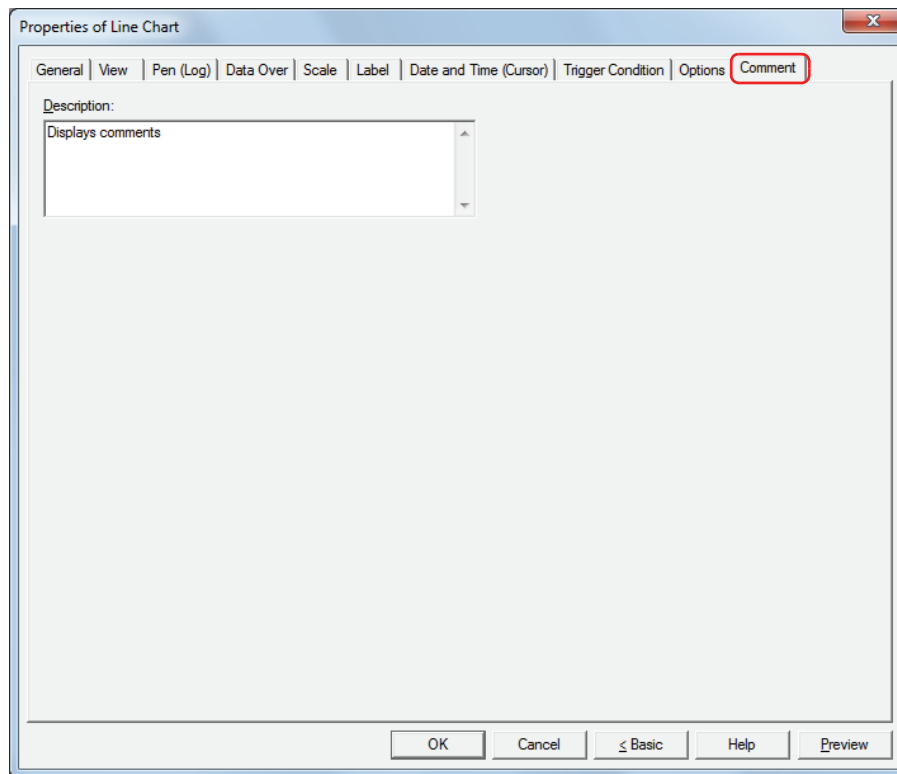 Properties of Line Chart
General View Pen (Log) Data Over Scale Label Date and Time (Cursor) Trigger Condition Options Comment
Description:
Displays comments
OK Cancel < Basic Help Preview